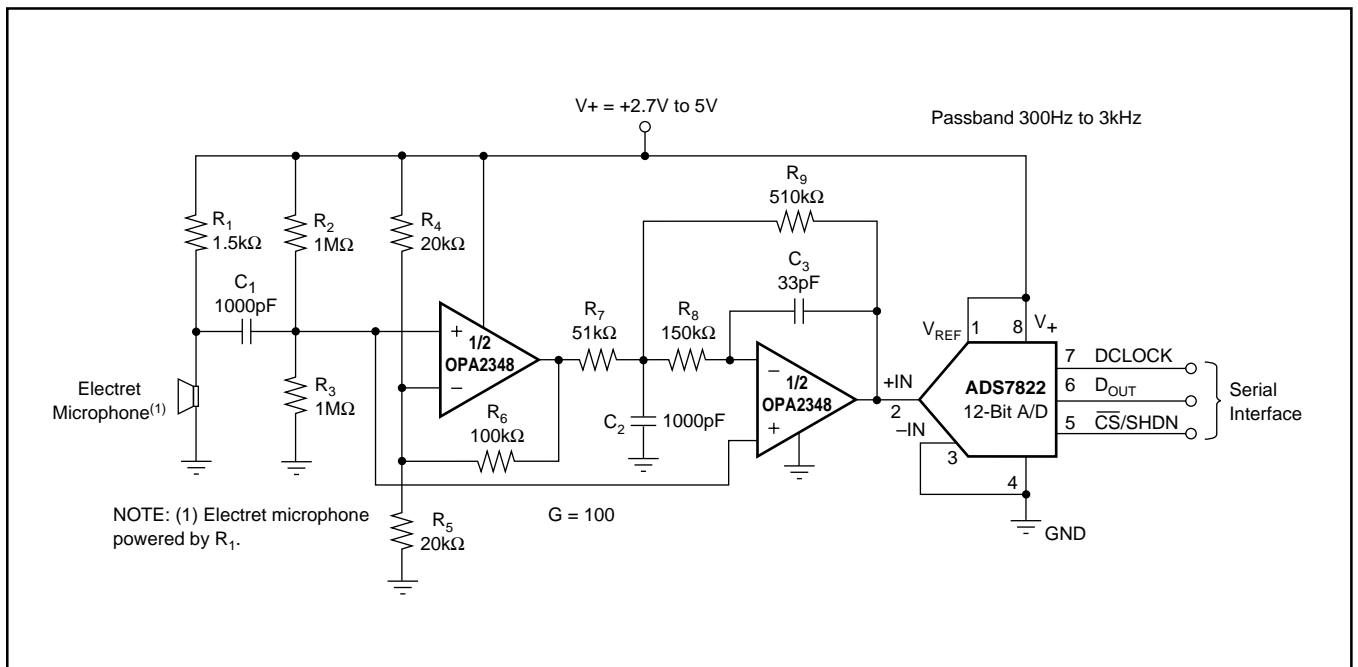 V+ = +2.7V to 5V
Passband 300Hz to 3kHz
R9
510kΩ
R1
1.5kΩ
R2
1MΩ
R4
20kΩ
C3
33pF
C1
1000pF
R7
51kΩ
R8
150kΩ
VREF
1
8
V+
+
1/2
OPA2348
−
−
1/2
OPA2348
+
7
DCLOCK
+IN
2
ADS7822
12-Bit A/D
6
DOUT
Serial
Interface
Electret
Microphone(1)
R3
1MΩ
R6
100kΩ
C2
1000pF
−IN
3
5
CS/SHDN
4
NOTE: (1) Electret microphone
powered by R1.
R5
20kΩ
G = 100
GND